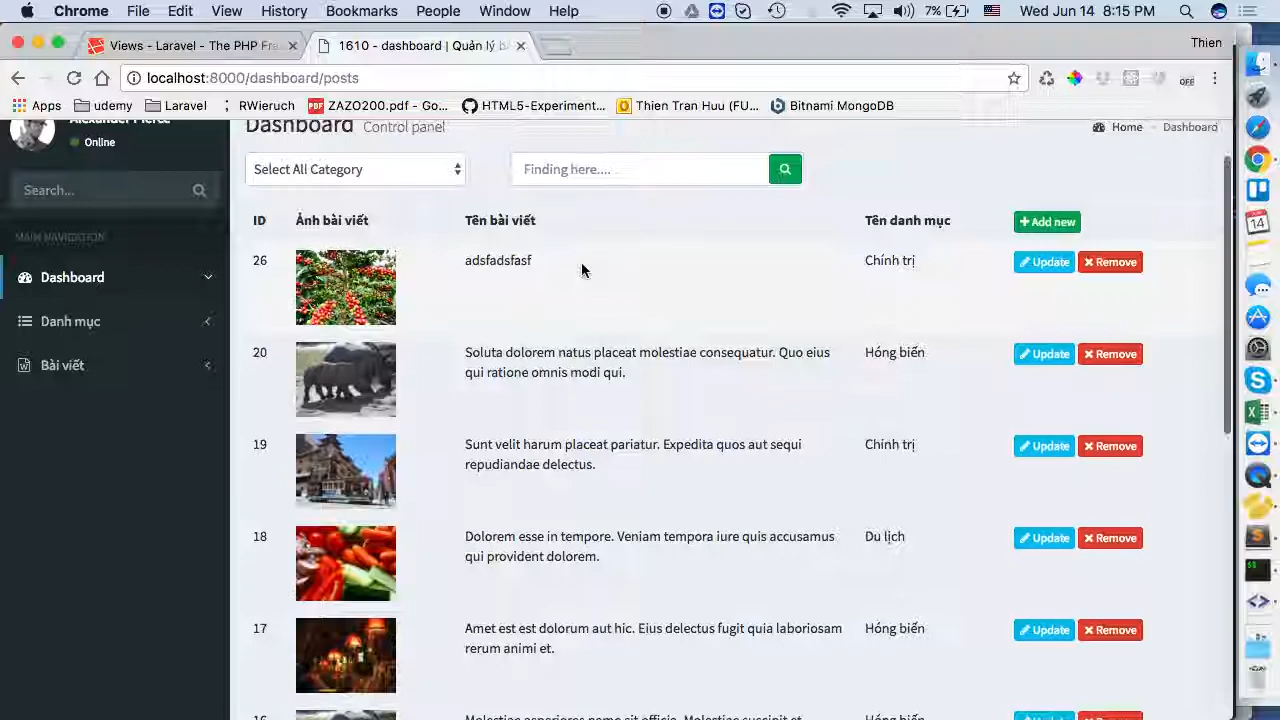 Chrome File Edit View History Bookmarks People Window Help 7% Wed Jun 14 8:15 PM
Views - Laravel - The PHP F
1610 - dashboard | Quản lý b
Thien
localhost:8000/dashboard/posts
OFF
Apps udemy Laravel RWieruch ZAZO200.pdf - Go... HTML5-Experiment... Thien Tran Huu (FU... Bitnami MongoDB
Alexander Pierce
Online
Search...
MAIN NAVIGATION
Dashboard
Danh mục
Bài viết
Dashboard Control panel
Home Dashboard
Select All Category
Finding here....
ID Ảnh bài viết Tên bài viết Tên danh mục Add new
26 adsfadsfasf Chính trị Update Remove
20 Soluta dolorem natus placeat molestiae consequatur. Quo eius Hóng biến Update Remove
qui ratione omnis modi qui.
19 Sunt velit harum placeat pariatur. Expedita quos aut sequi Chính trị Update Remove
repudiandae delectus.
18 Dolorem esse in tempore. Veniam tempora iure quis accusamus Du lịch Update Remove
qui provident dolorem.
17 Amet est est dolorum aut hic. Eius delectus fugit quia laboriosam Hóng biến Update Remove
rerum animi et.
JUN
14